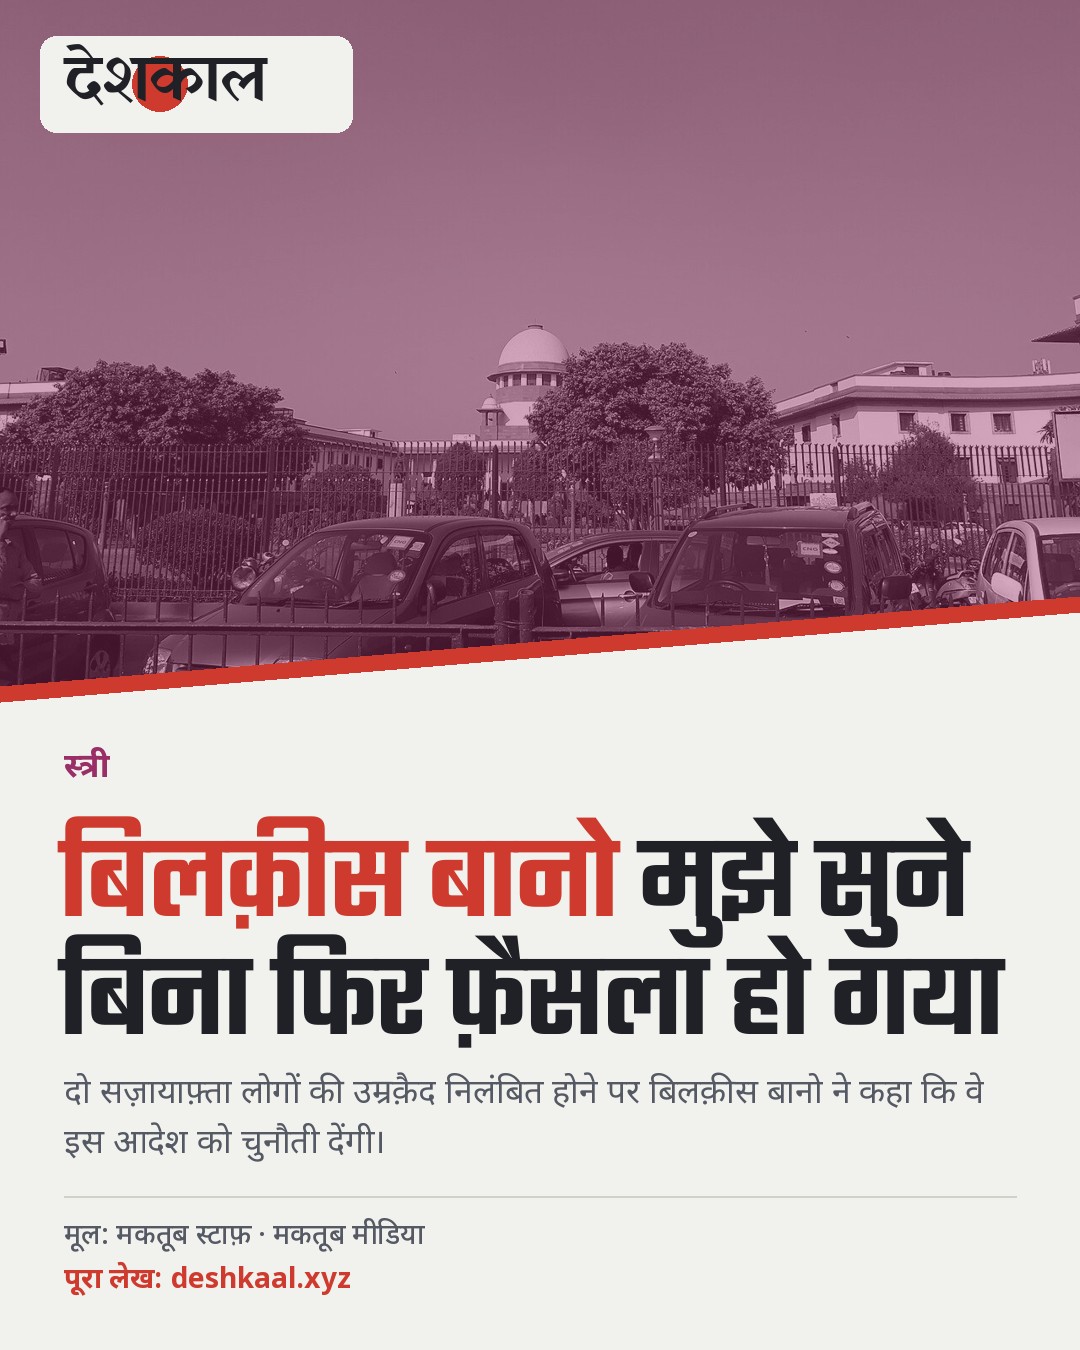 देशकाल
स्त्री
बिलक़ीस बानो मुझे सुने
बिना फिर फ़ैसला हो गया
दो सज़ायाफ़्ता लोगों की उम्रक़ैद निलंबित होने पर बिलक़ीस बानो ने कहा कि वे
इस आदेश को चुनौती देंगी।
मूल: मकतूब स्टाफ़ · मकतूब मीडिया
पूरा लेख: deshkaal.xyz